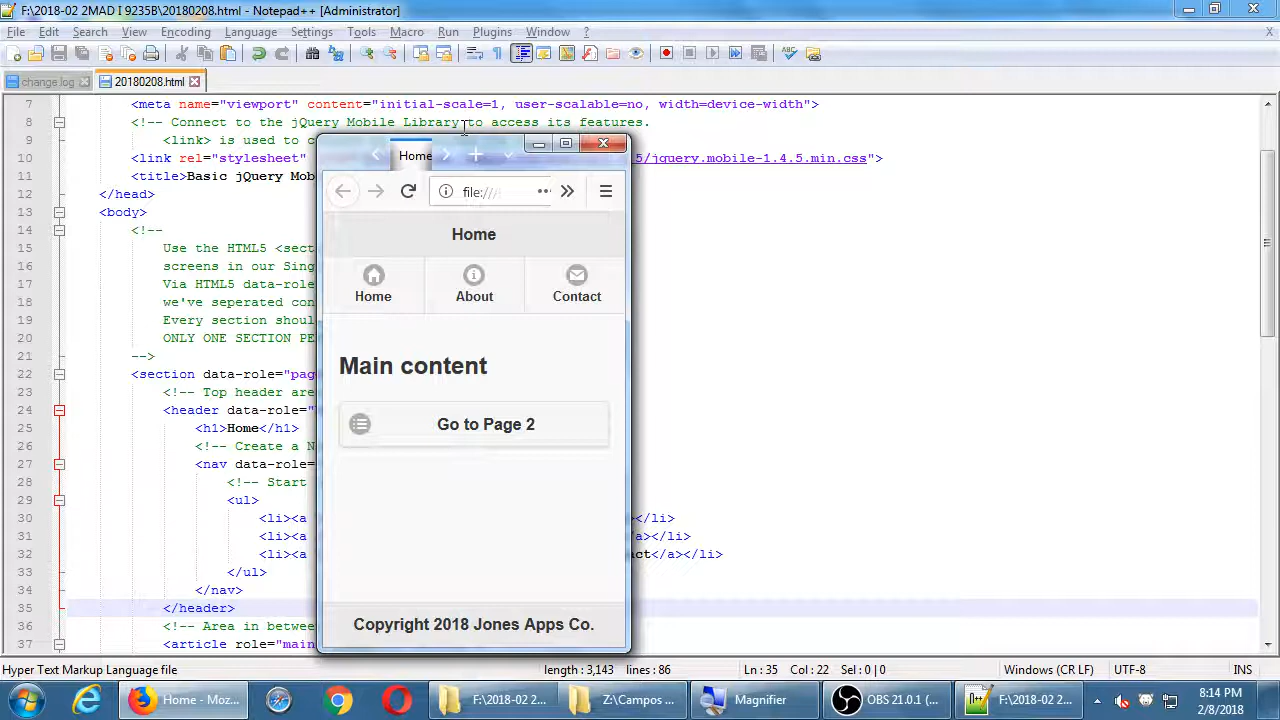 F:\2018-02 2MAD I 9235B\20180208.html - Notepad++ [Administrator]
File Edit Search View Encoding Language Settings Tools Macro Run Plugins Window ?
change.log 20180208.html
7 <meta name="viewport" content="initial-scale=1, user-scalable=no, width=device-width">
8 <!-- Connect to the jQuery Mobile Library to access its features.
9 <link> is used to
10 <link rel="stylesheet" 5/jquery.mobile-1.4.5.min.css">
11 <title>Basic jQuery Mo
12 </head>
13 <body>
14 <!--
15 Use the HTML5 <sect
16 screens in our Sing
17 Via HTML5 data-role
18 we've seperated con
19 Every section shoul
20 ONLY ONE SECTION PE
21 -->
22 <section data-role="pag
23 <!-- Top header are
24 <header data-role="
25 <h1>Home</h1>
26 <!-- Create a N
27 <nav data-role=
28 <!-- Start
29 <ul>
30 <li><a </li>
31 <li><a /a></li>
32 <li><a ct</a></li>
33 </ul>
34 </nav>
35 </header>
36 <!-- Area in betwee
37 <article role="main
Home
file:///
Home
Home About Contact
Main content
Go to Page 2
Copyright 2018 Jones Apps Co.
Hyper Text Markup Language file length : 3,143 lines : 86 Ln : 35 Col : 22 Sel : 0 | 0 Windows (CR LF) UTF-8 INS
Home - Moz... F:\2018-02 2... Z:\Campos ... Magnifier OBS 21.0.1 (... F:\2018-02 2...
8:14 PM
2/8/2018